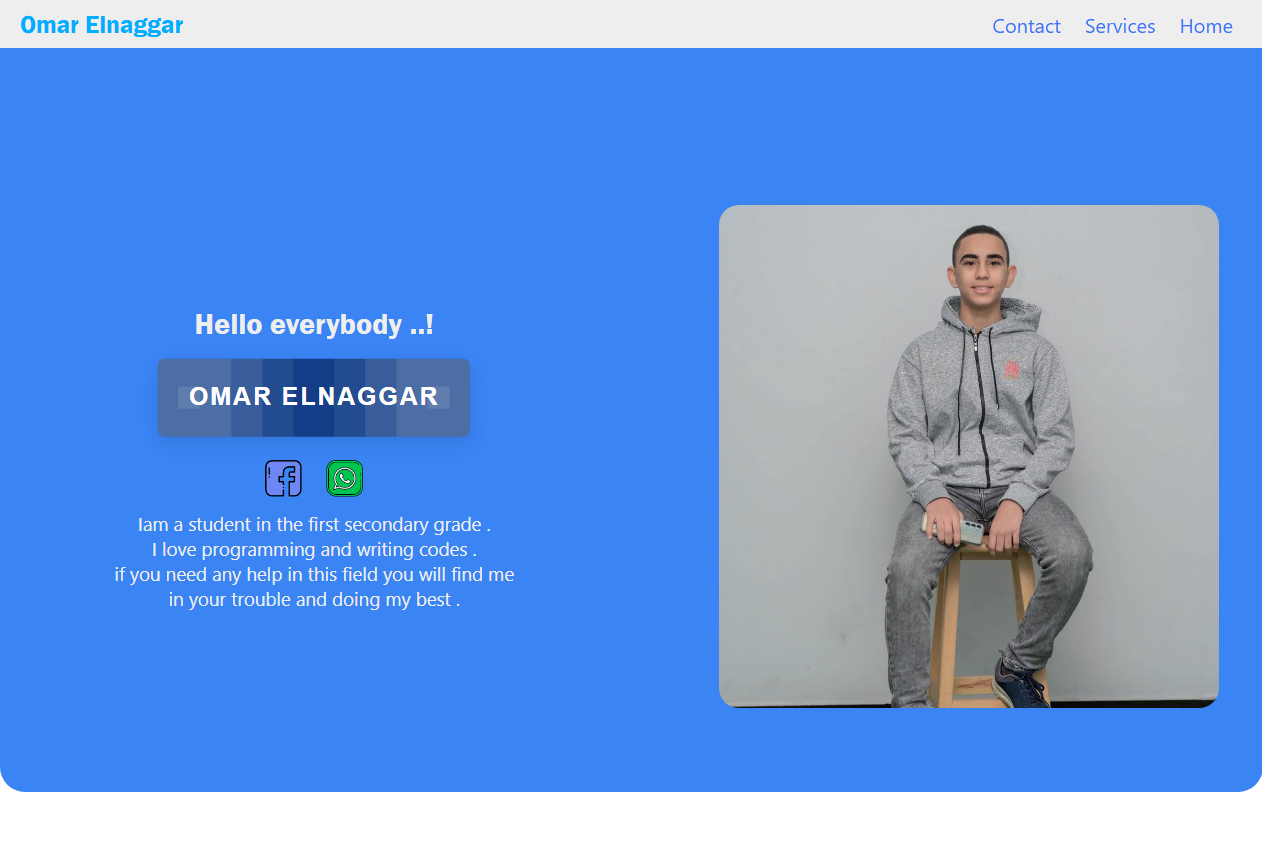 Omar Elnaggar
Contact Services Home
Hello everybody ..!
OMAR ELNAGGAR
Iam a student in the first secondary grade .
I love programming and writing codes .
if you need any help in this field you will find me
in your trouble and doing my best .